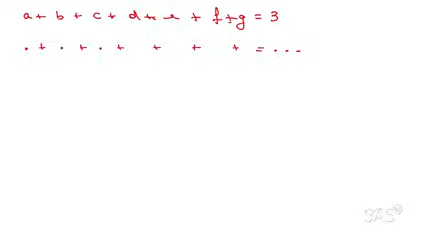 a + b + c + d + e + f + g = 3
. + . + . +   +   +   + = . . .
SAS